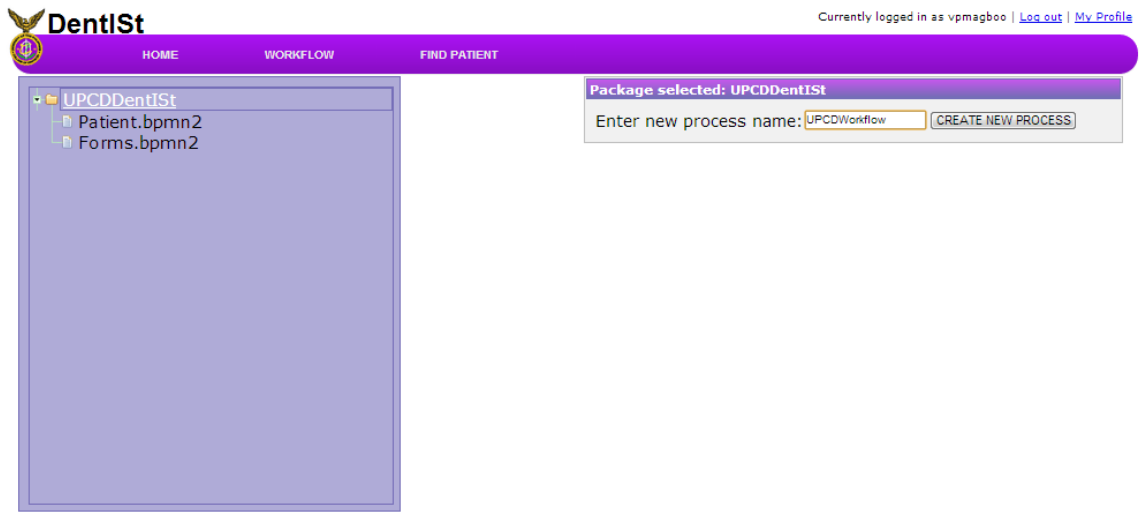 DentISt
Currently logged in as vpmagboo | Log out | My Profile
HOME WORKFLOW FIND PATIENT
UPCDDentISt
Patient.bpmn2
Forms.bpmn2
Package selected: UPCDDentISt
Enter new process name: UPCDWorkflow CREATE NEW PROCESS